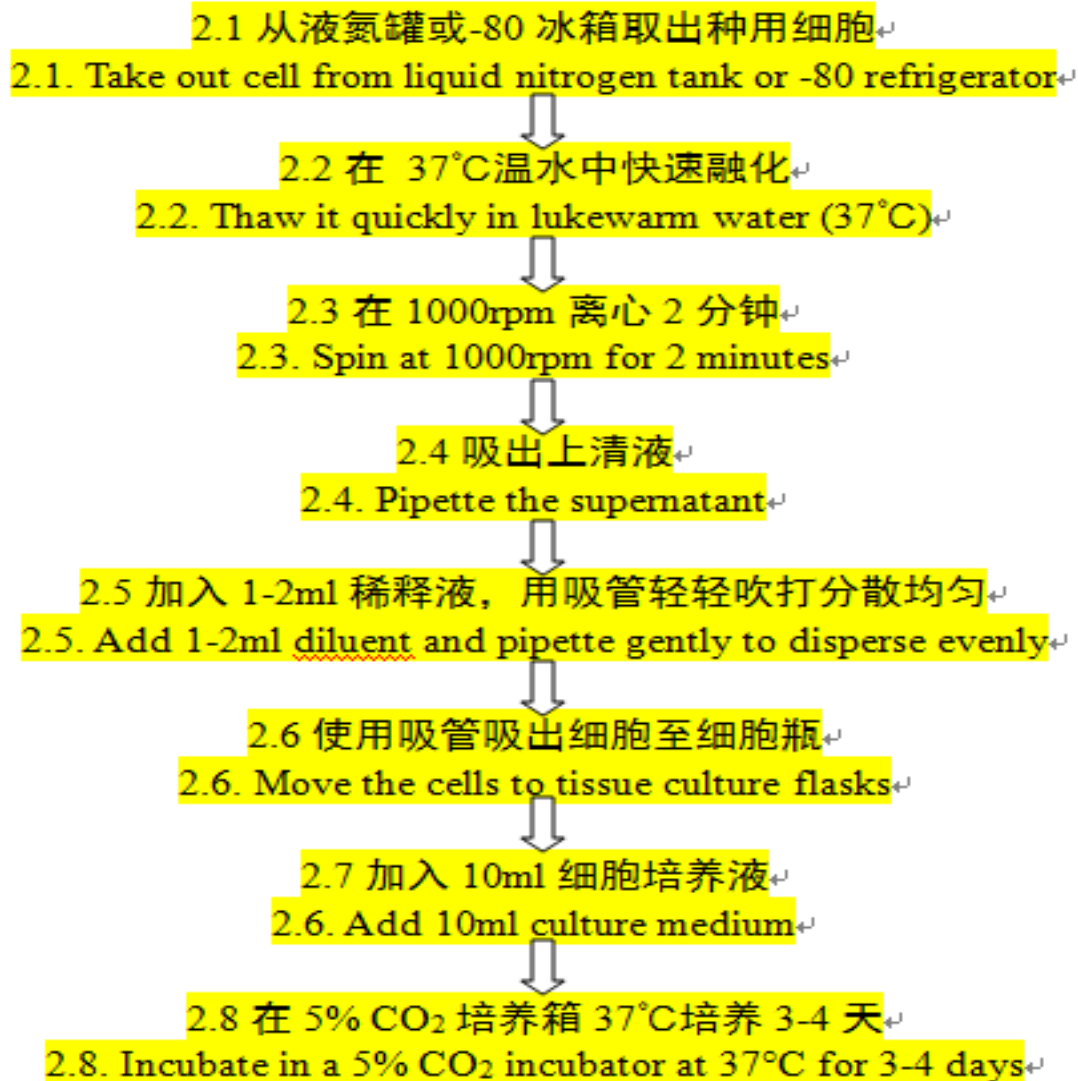 2.1 从液氮罐或-80 冰箱取出种用细胞
2.1. Take out cell from liquid nitrogen tank or -80 refrigerator
2.2 在 37℃温水中快速融化
2.2. Thaw it quickly in lukewarm water (37℃)
2.3 在 1000rpm 离心 2 分钟
2.3. Spin at 1000rpm for 2 minutes
2.4 吸出上清液
2.4. Pipette the supernatant
2.5 加入 1-2ml 稀释液，用吸管轻轻吹打分散均匀
2.5. Add 1-2ml diluent and pipette gently to disperse evenly
2.6 使用吸管吸出细胞至细胞瓶
2.6. Move the cells to tissue culture flasks
2.7 加入 10ml 细胞培养液
2.6. Add 10ml culture medium
2.8 在 5% CO₂ 培养箱 37℃培养 3-4 天
2.8. Incubate in a 5% CO₂ incubator at 37°C for 3-4 days